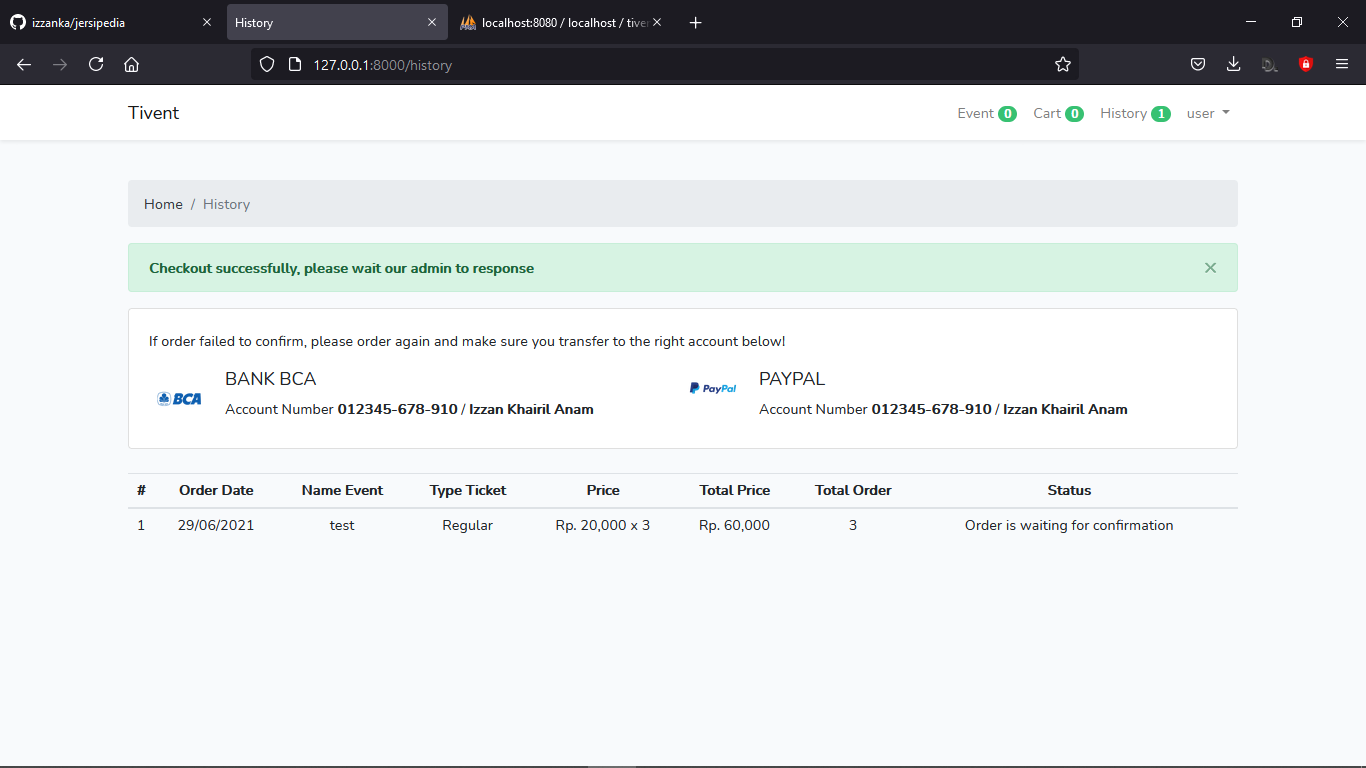 izzanka/jersipedia
History
localhost:8080 / localhost / tiven
127.0.0.1:8000/history
Tivent
Event 0
Cart 0
History 1
user
Home / History
Checkout successfully, please wait our admin to response
If order failed to confirm, please order again and make sure you transfer to the right account below!
BCA
BANK BCA
Account Number 012345-678-910 / Izzan Khairil Anam
PayPal
PAYPAL
Account Number 012345-678-910 / Izzan Khairil Anam
# Order Date Name Event Type Ticket Price Total Price Total Order Status
1 29/06/2021 test Regular Rp. 20,000 x 3 Rp. 60,000 3 Order is waiting for confirmation